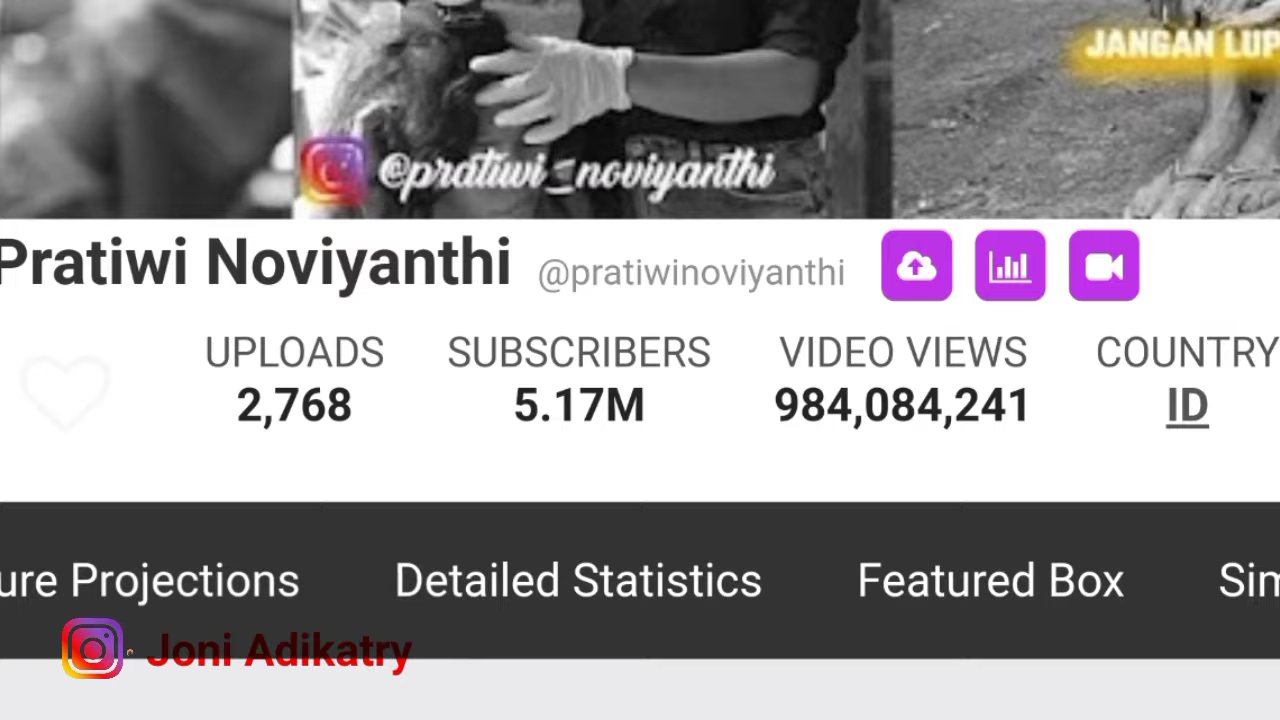 JANGAN LUP
@pratiwi_noviyanthi
Pratiwi Noviyanthi @pratiwinoviyanthi
UPLOADS SUBSCRIBERS VIDEO VIEWS COUNTRY
2,768 5.17M 984,084,241 ID
ure Projections Detailed Statistics Featured Box Sim
Joni Adikatry